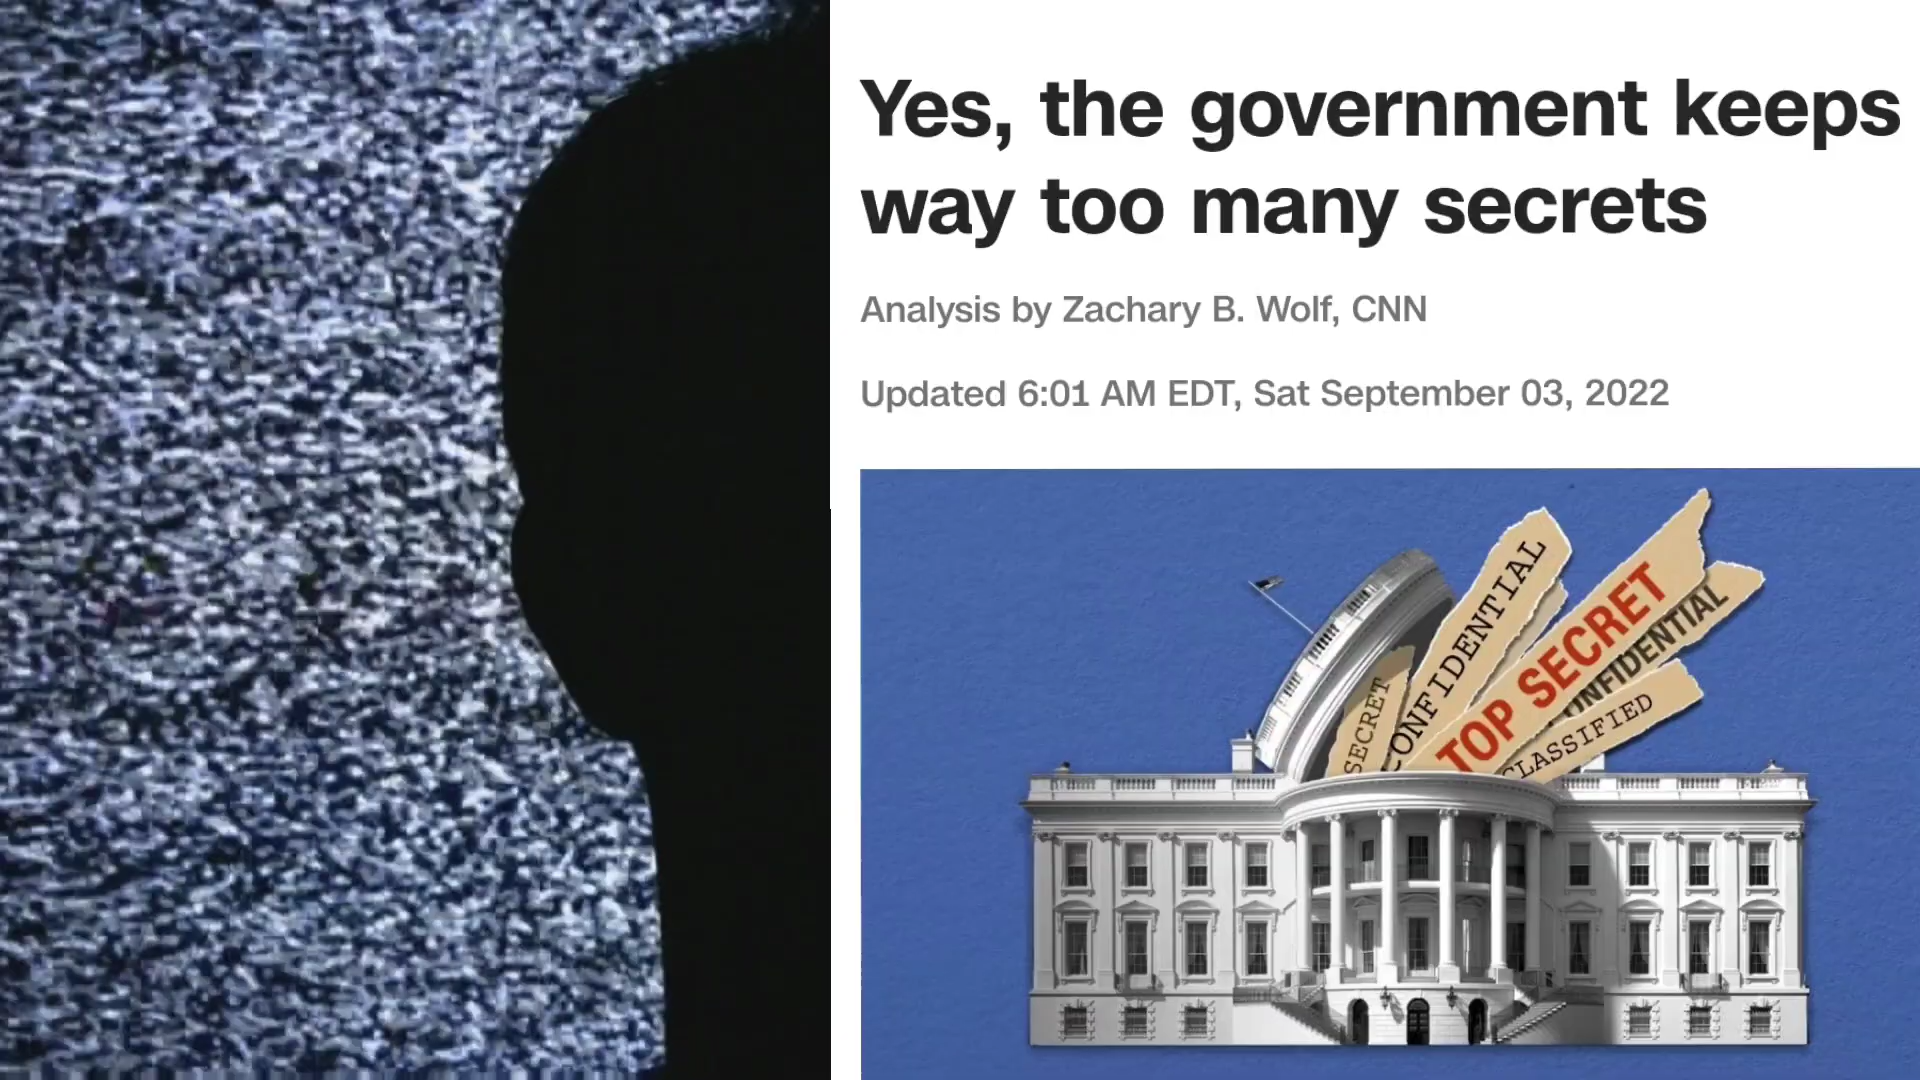 Yes, the government keeps
way too many secrets
Analysis by Zachary B. Wolf, CNN
Updated 6:01 AM EDT, Sat September 03, 2022
SECRET
CONFIDENTIAL
TOP SECRET
CONFIDENTIAL
CLASSIFIED